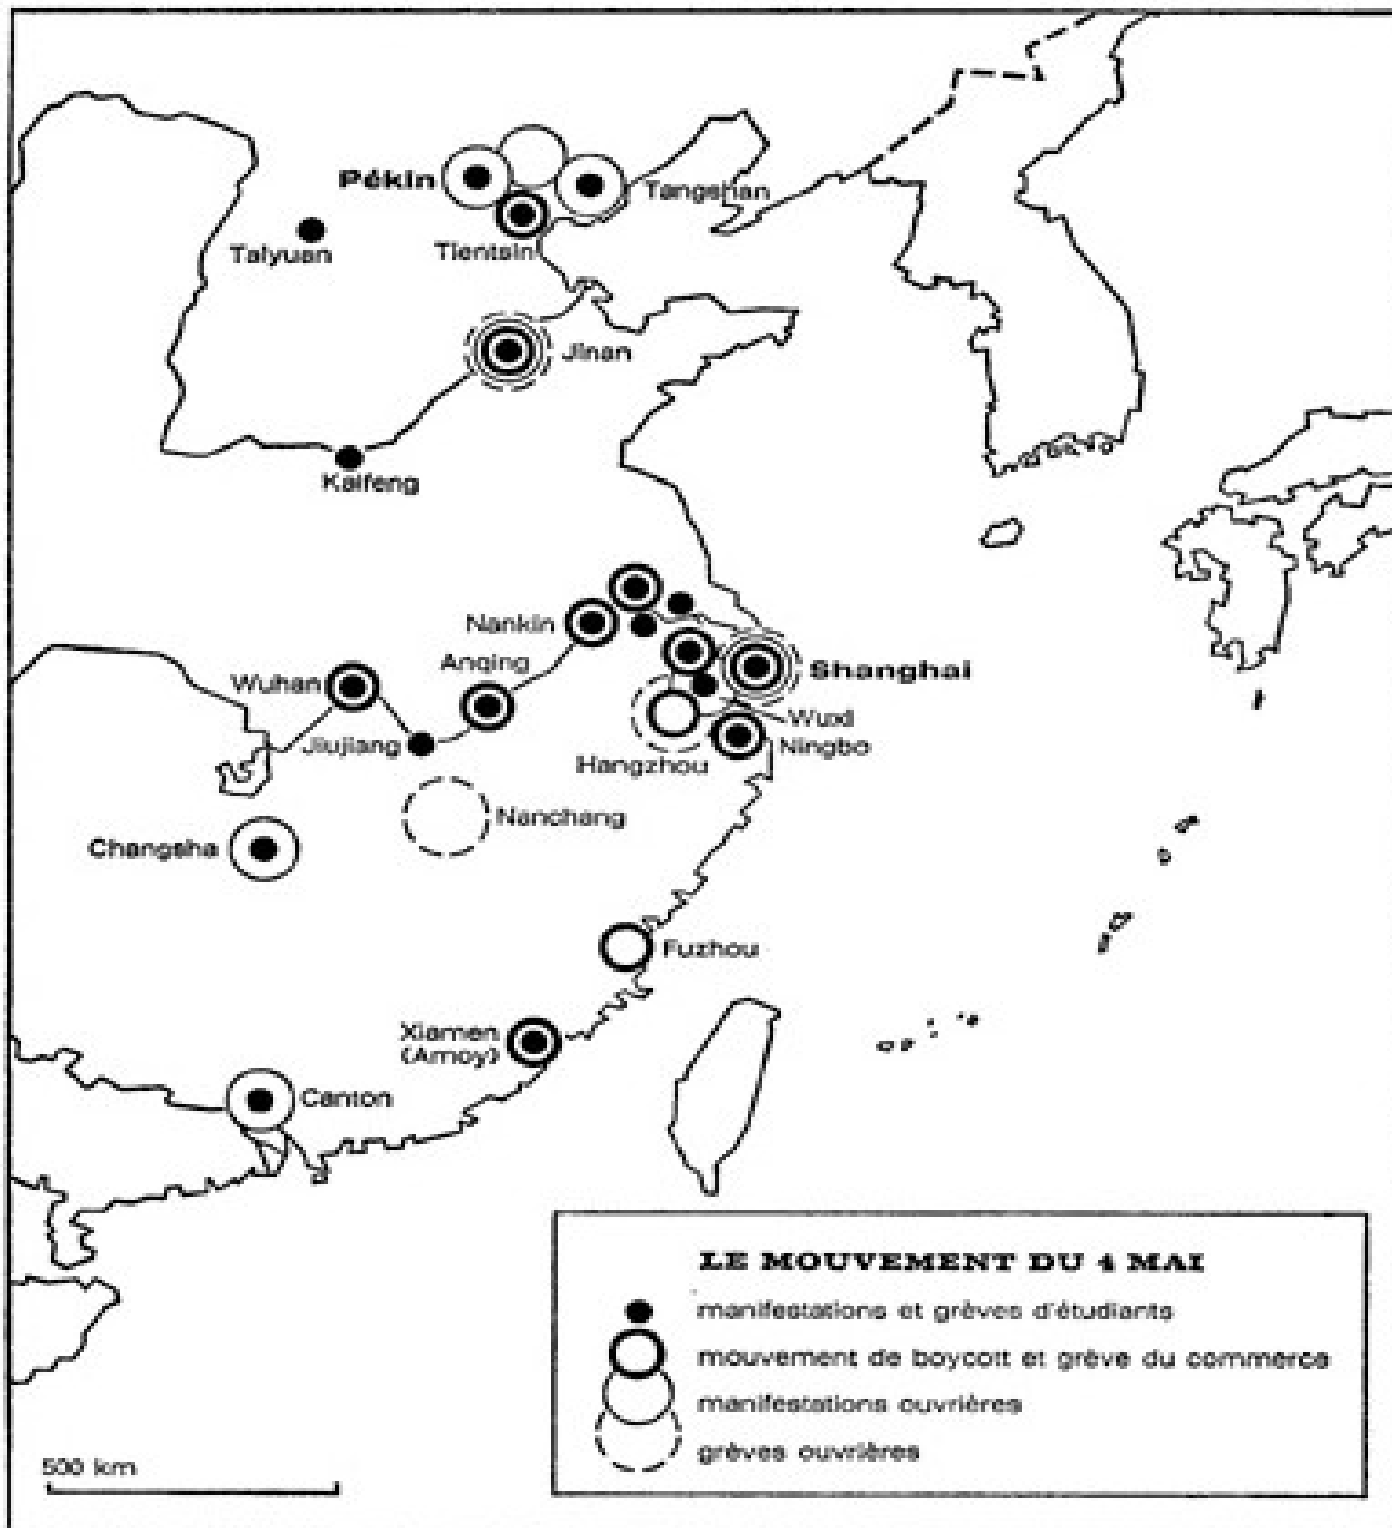 Pékin
Tangshan
Taiyuan
Tientsin
Jinan
Kaifeng
Nankin
Anqing
Wuhan
Shanghai
Wuxi
Jiujiang
Ningbo
Hangzhou
Nanchang
Changsha
Fuzhou
Xiamen
(Amoy)
Canton
LE MOUVEMENT DU 4 MAI
manifestations et grèves d'étudiants
mouvement de boycott et grève du commerce
manifestations ouvrières
grèves ouvrières
500 km